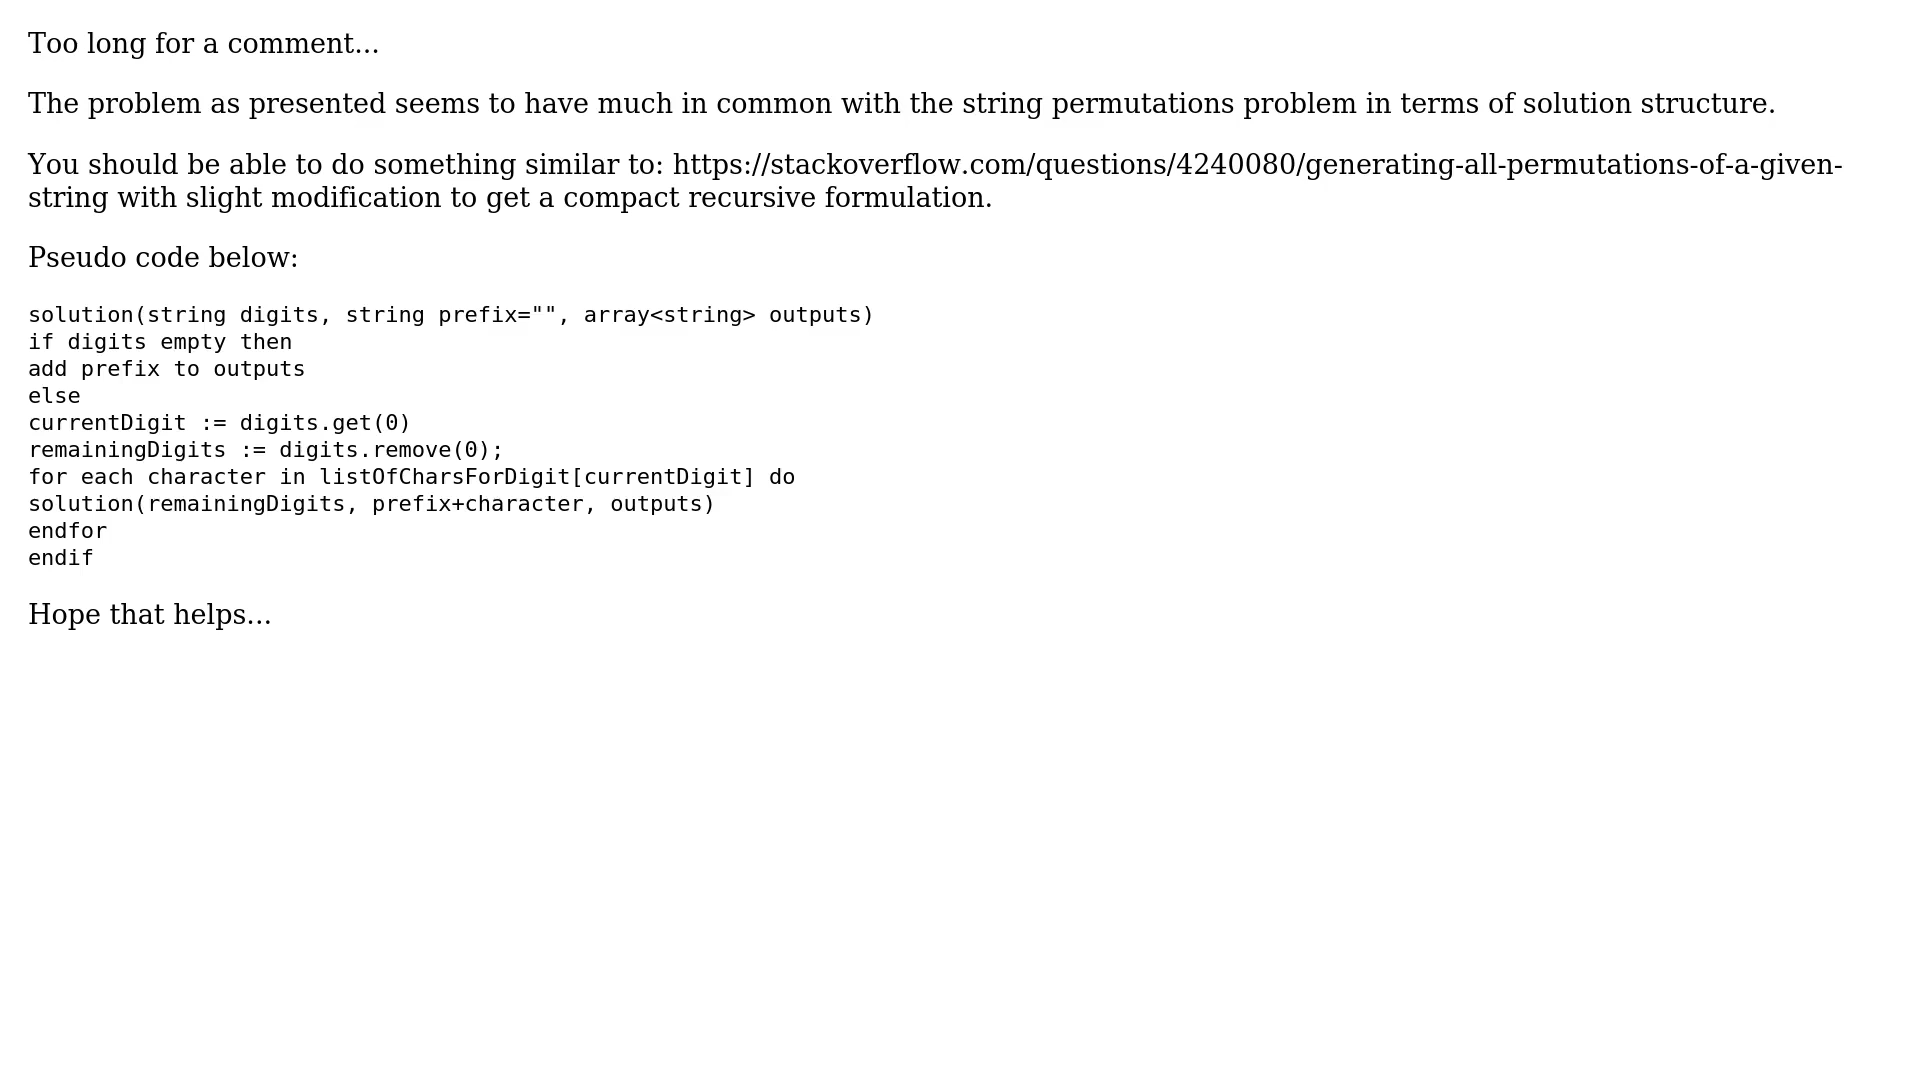 Too long for a comment...
The problem as presented seems to have much in common with the string permutations problem in terms of solution structure.
You should be able to do something similar to: https://stackoverflow.com/questions/4240080/generating-all-permutations-of-a-given-
string with slight modification to get a compact recursive formulation.
Pseudo code below:
solution(string digits, string prefix="", array<string> outputs)
if digits empty then
add prefix to outputs
else
currentDigit := digits.get(0)
remainingDigits := digits.remove(0);
for each character in listOfCharsForDigit[currentDigit] do
solution(remainingDigits, prefix+character, outputs)
endfor
endif
Hope that helps...